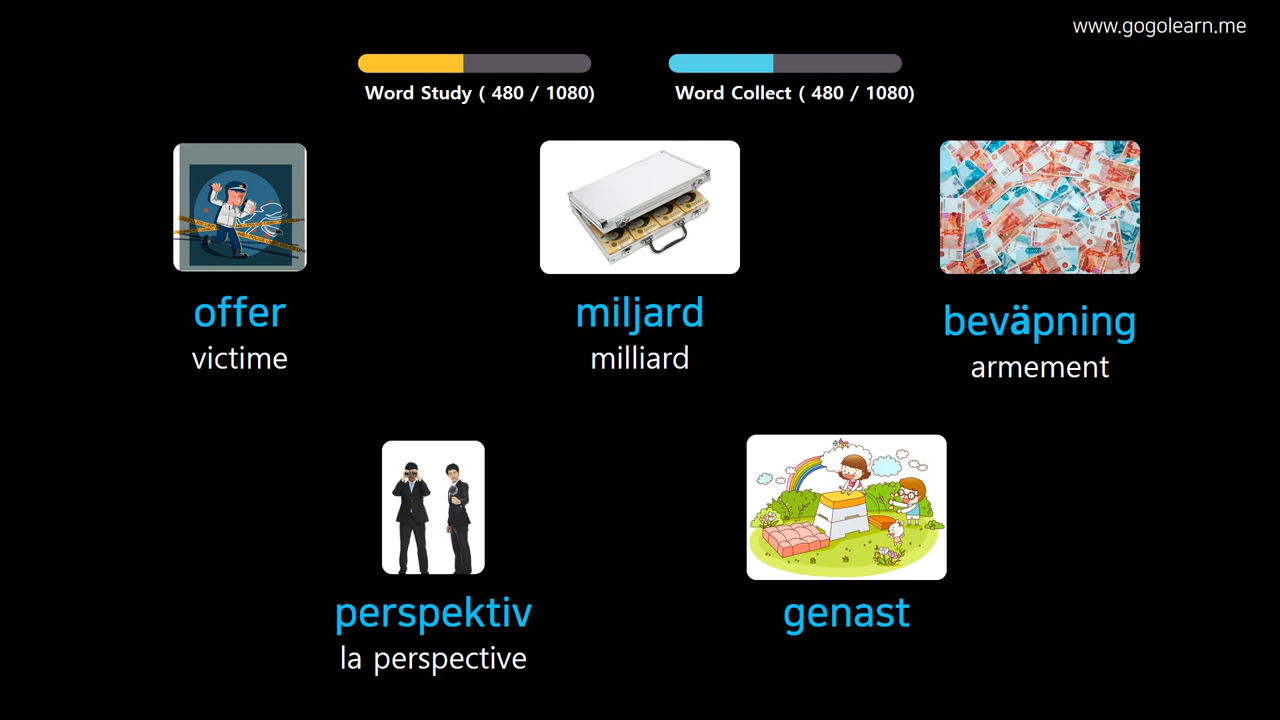 www.gogolearn.me
Word Study ( 480 / 1080)
Word Collect ( 480 / 1080)
offer
victime
miljard
milliard
beväpning
armement
perspektiv
la perspective
genast